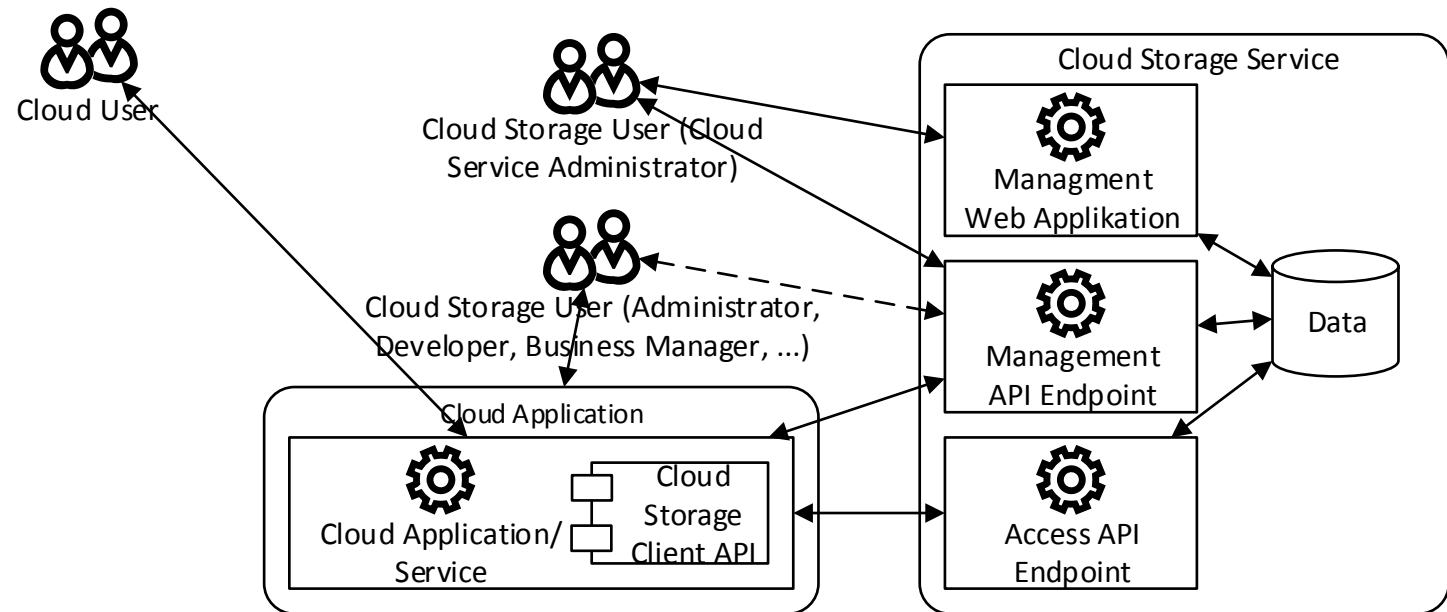 Cloud User
Cloud Storage User (Cloud
Service Administrator)
Cloud Storage User (Administrator,
Developer, Business Manager, ...)
Cloud Application
Cloud Application/
Service
Cloud
Storage
Client API
Cloud Storage Service
Managment
Web Applikation
Management
API Endpoint
Access API
Endpoint
Data